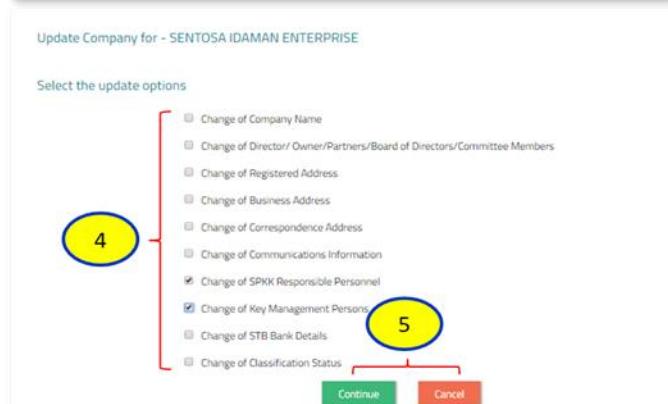 Update Company for - SENTOSA IDAMAN ENTERPRISE
Select the update options
Change of Company Name
Change of Director/ Owner/Partners/Board of Directors/Committee Members
Change of Registered Address
Change of Business Address
Change of Correspondence Address
4
Change of Communications Information
Change of SPKK Responsible Personnel
Change of Key Management Persons
5
Change of STB Bank Details
Change of Classification Status
Continue Cancel